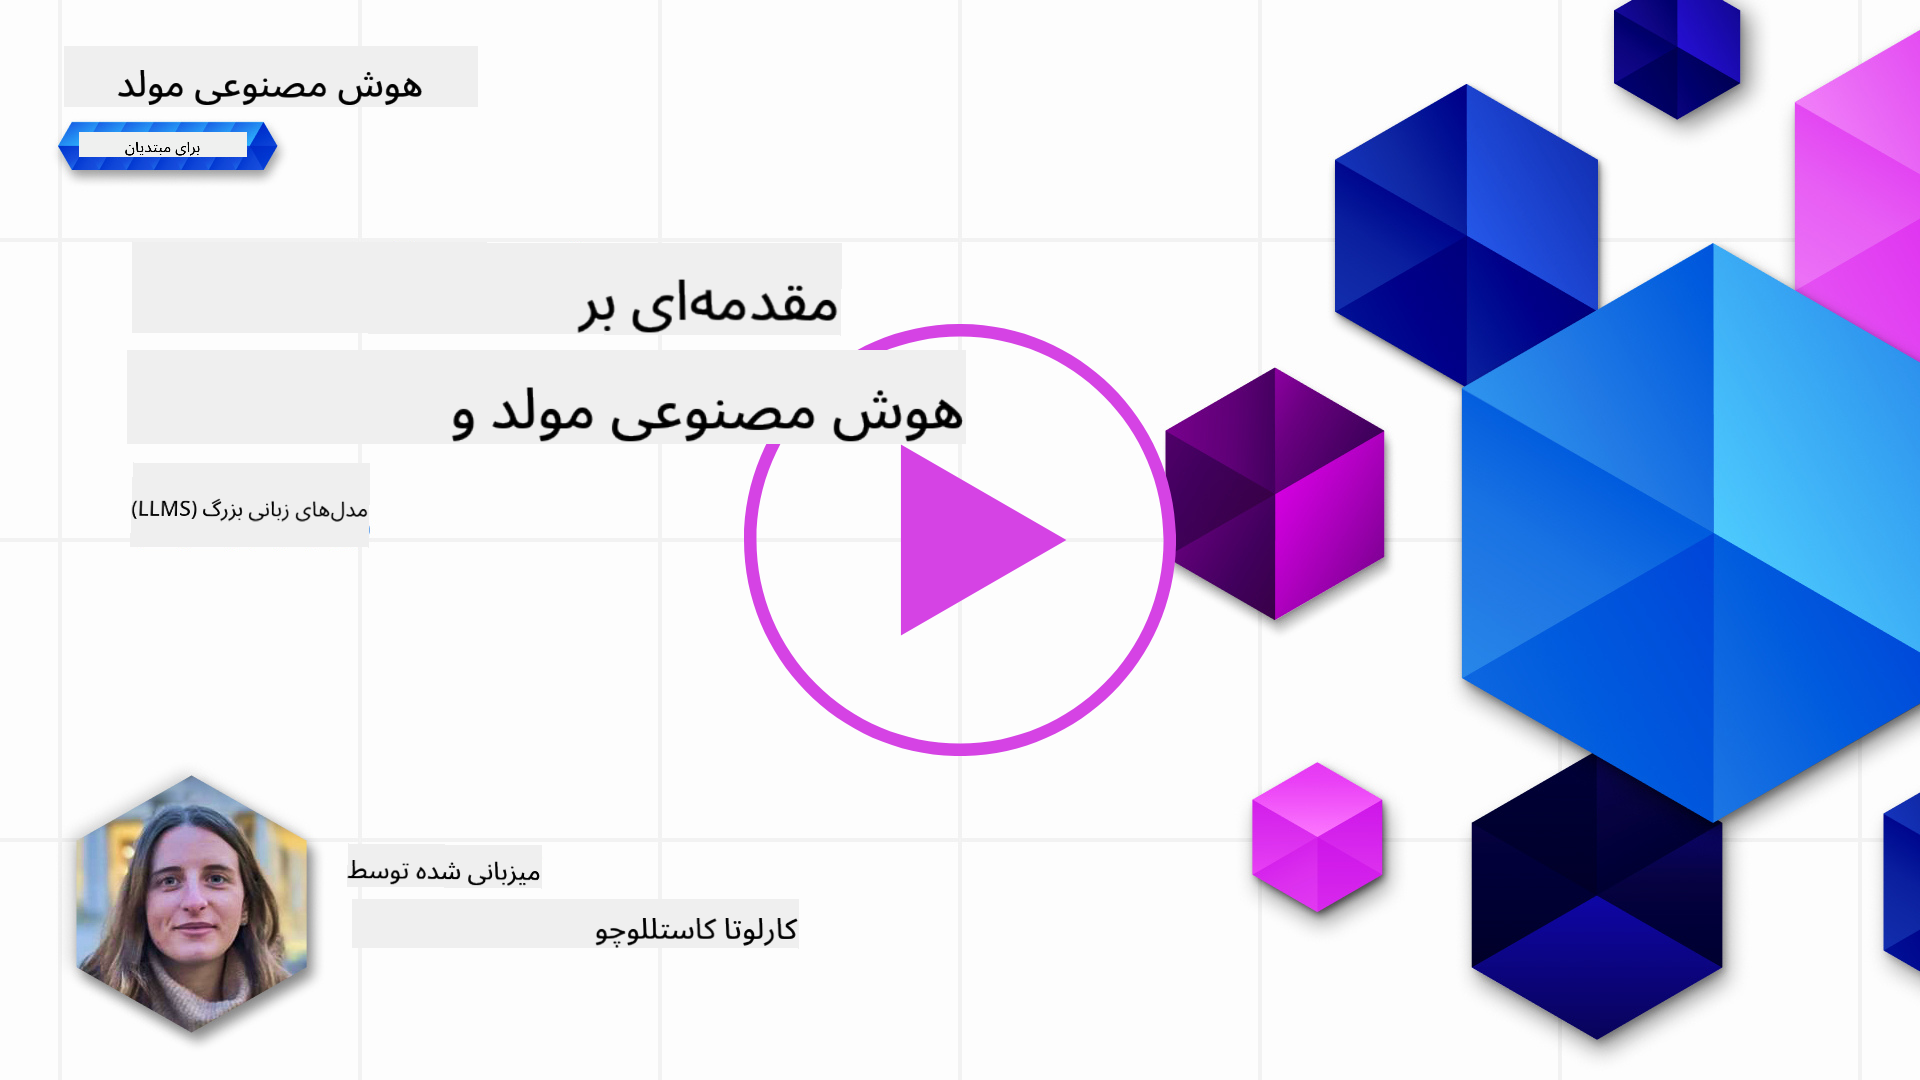 هوش مصنوعی مولد
برای مبتدیان
مقدمه‌ای بر
هوش مصنوعی مولد و
مدل‌های زبانی بزرگ (LLMS)
میزبانی شده توسط
کارلوتا کاستللوچو